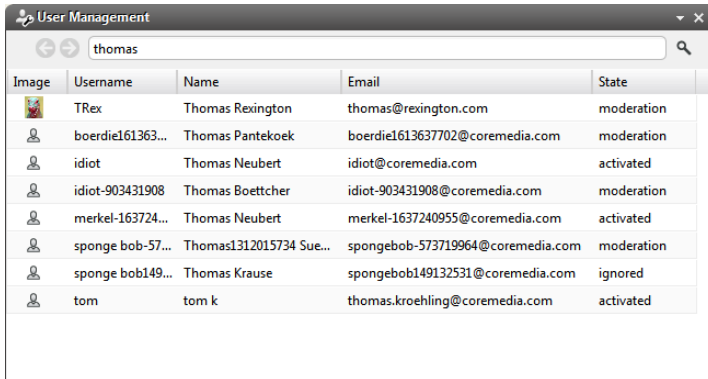 User Management
thomas
Image Username Name Email State
TRex Thomas Rexington thomas@rexington.com moderation
boerdie161363... Thomas Pantekoek boerdie1613637702@coremedia.com moderation
idiot Thomas Neubert idiot@coremedia.com activated
idiot-903431908 Thomas Boettcher idiot-903431908@coremedia.com moderation
merkel-163724... Thomas Neubert merkel-1637240955@coremedia.com activated
sponge bob-57... Thomas1312015734 Sue... spongebob-573719964@coremedia.com moderation
sponge bob149... Thomas Krause spongebob149132531@coremedia.com ignored
tom tom k thomas.kroehling@coremedia.com activated